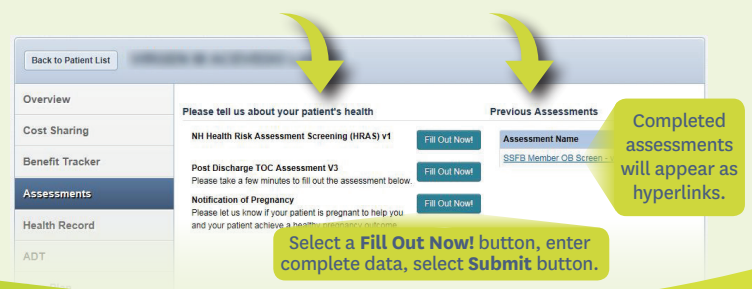 Back to Patient List
Overview
Cost Sharing
Benefit Tracker
Assessments
Health Record
ADT
Please tell us about your patient's health
NH Health Risk Assessment Screening (HRAS) v1
Fill Out Now!
Post Discharge TOC Assessment V3
Please take a few minutes to fill out the assessment below.
Fill Out Now!
Notification of Pregnancy
Please let us know if your patient is pregnant to help you
and your patient achieve a healthy pregnancy outcome
Fill Out Now!
Previous Assessments
Assessment Name
SSFB Member OB Screen -
Completed
assessments
will appear as
hyperlinks.
Select a Fill Out Now! button, enter
complete data, select Submit button.